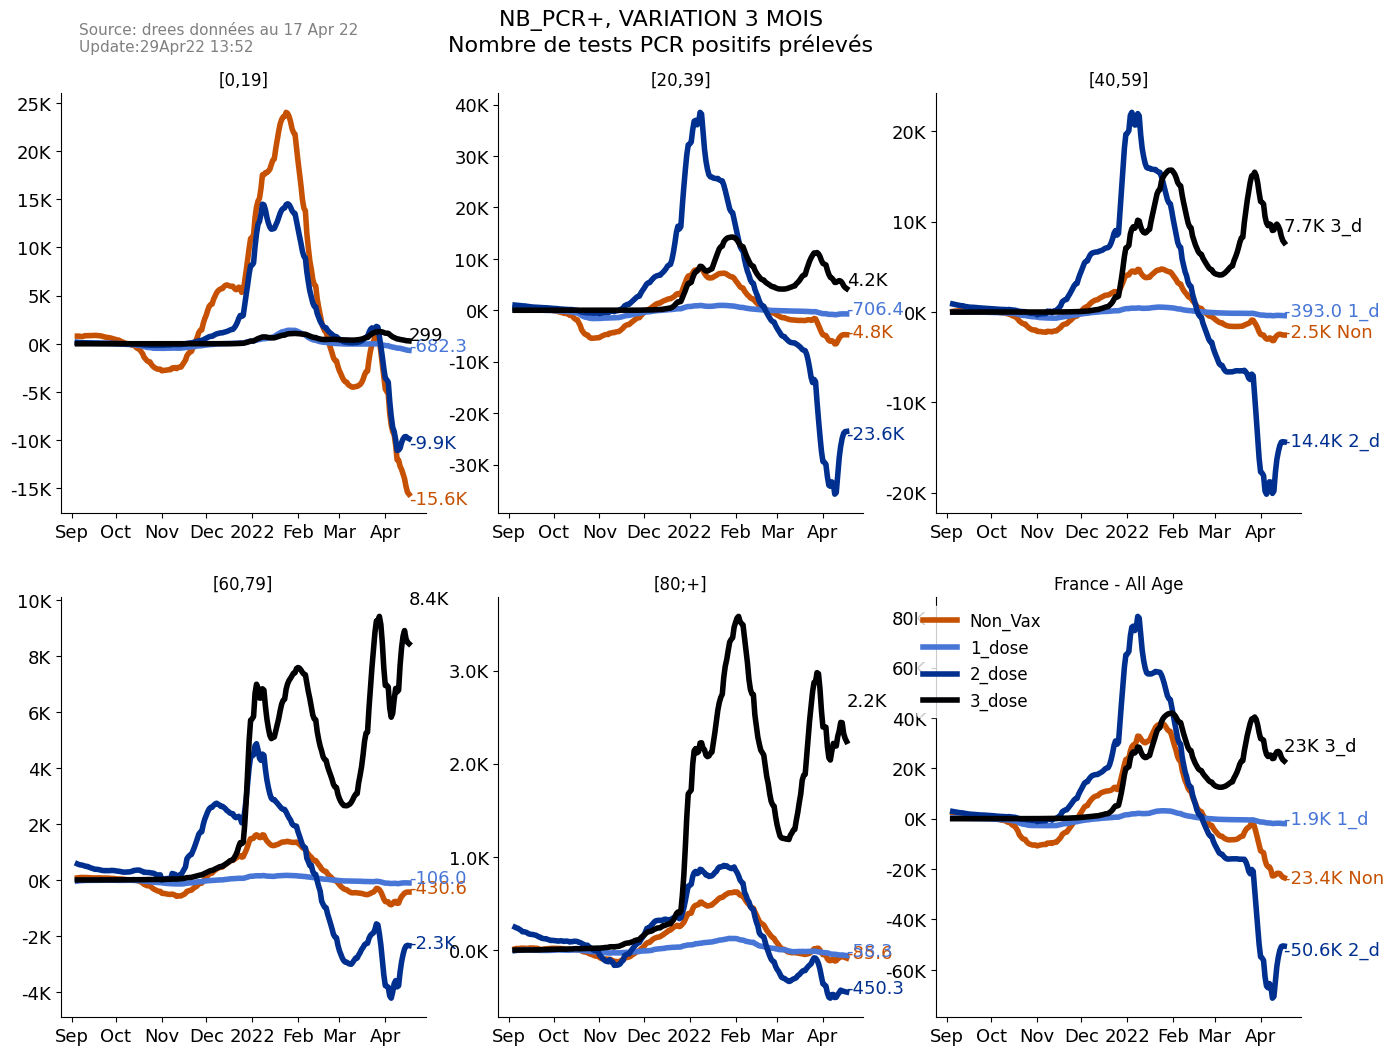 Source: drees données au 17 Apr 22
Update:29Apr22 13:52
NB_PCR+, VARIATION 3 MOIS
Nombre de tests PCR positifs prélevés
[0,19]
25K
20K
15K
10K
5K
0K
-5K
-10K
-15K
299
-682.3
-9.9K
-15.6K
Sep Oct Nov Dec 2022 Feb Mar Apr
[20,39]
40K
30K
20K
10K
0K
-10K
-20K
-30K
4.2K
-706.4
-4.8K
-23.6K
Sep Oct Nov Dec 2022 Feb Mar Apr
[40,59]
20K
10K
0K
-10K
-20K
7.7K 3_d
-393.0 1_d
-2.5K Non
-14.4K 2_d
Sep Oct Nov Dec 2022 Feb Mar Apr
[60,79]
10K
8K
6K
4K
2K
0K
-2K
-4K
8.4K
-106.0
-430.6
-2.3K
Sep Oct Nov Dec 2022 Feb Mar Apr
[80;+]
3.0K
2.0K
1.0K
0.0K
2.2K
-85.6
-450.3
Sep Oct Nov Dec 2022 Feb Mar Apr
France - All Age
Non_Vax
1_dose
2_dose
3_dose
80K
60K
40K
20K
0K
-20K
-40K
-60K
23K 3_d
-1.9K 1_d
-23.4K Non
-50.6K 2_d
Sep Oct Nov Dec 2022 Feb Mar Apr